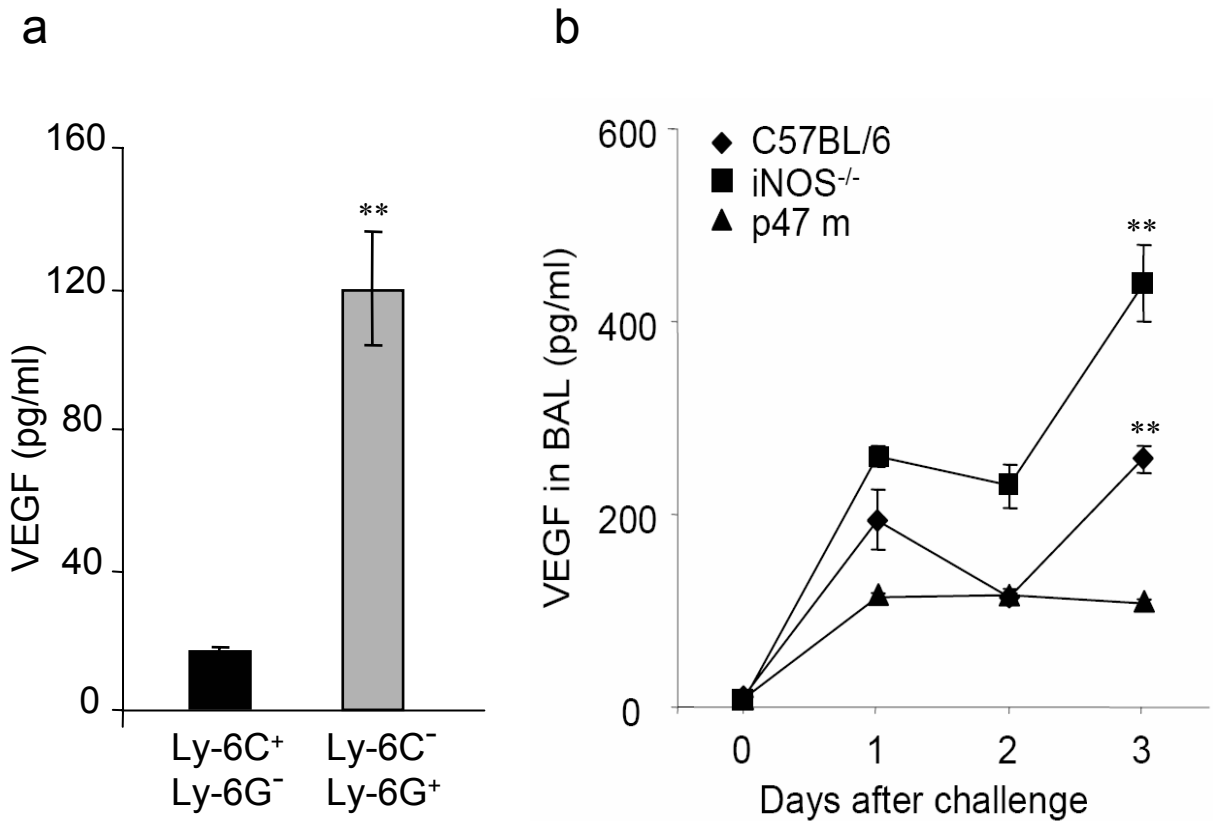 a
b
160
120
80
40
0
VEGF (pg/ml)
**
Ly-6C⁺ Ly-6C⁻
Ly-6G⁻ Ly-6G⁺
600
400
200
0
VEGF in BAL (pg/ml)
C57BL/6
iNOS⁻/⁻
p47 m
**
**
0 1 2 3
Days after challenge